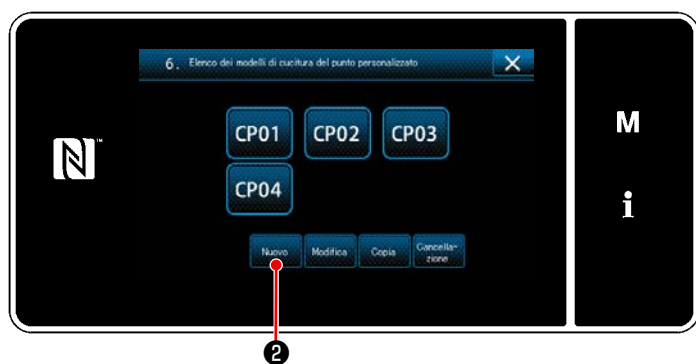 6. Elenco dei modelli di cucitura del punto personalizzato
CP01 CP02 CP03
CP04
Nuovo Modifica Copia Cancella-
zione
N™
M
i
❷